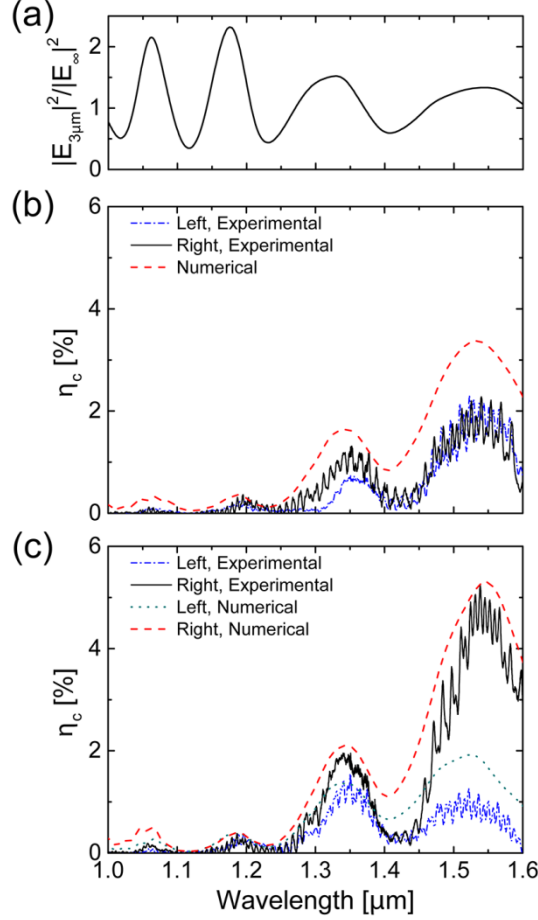 (a)
|E3μm|²/|E∞|²
2
1
0
(b)
ηc [%]
6
4
2
0
Left, Experimental
Right, Experimental
Numerical
(c)
ηc [%]
6
4
2
0
Left, Experimental
Right, Experimental
Left, Numerical
Right, Numerical
1.0 1.1 1.2 1.3 1.4 1.5 1.6
Wavelength [μm]